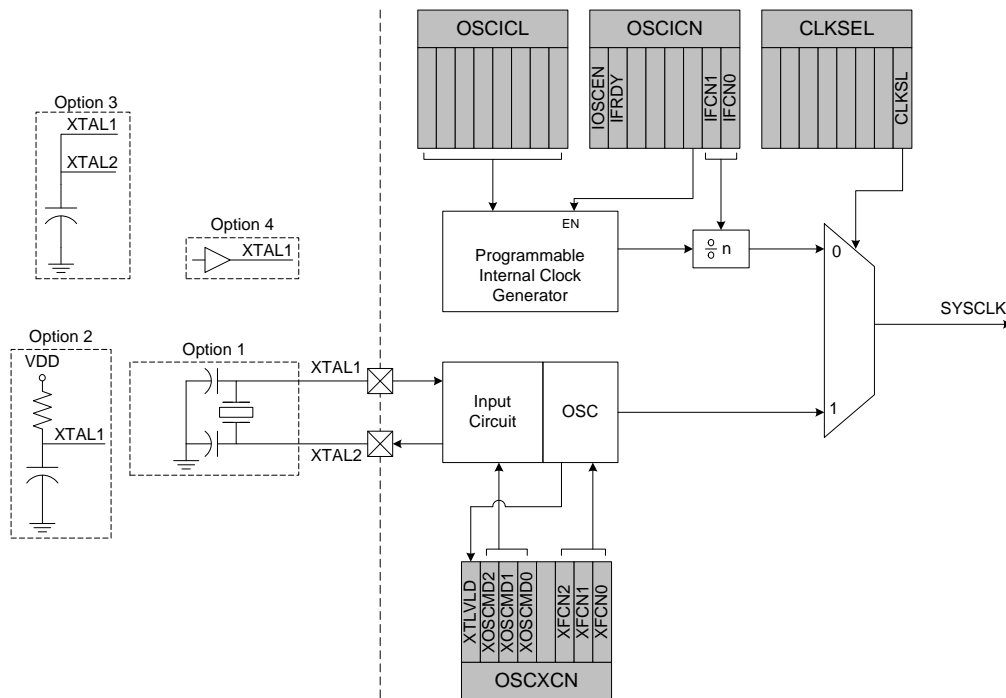 OSCICL
OSCICN
CLKSEL
IOSCEN
IFRDY
IFCN1
IFCN0
CLKSL
Option 3
XTAL1
XTAL2
Option 4
XTAL1
EN
Programmable
Internal Clock
Generator
n
0
SYSCLK
Option 2
VDD
XTAL1
Option 1
XTAL1
XTAL2
Input
Circuit
OSC
1
XTLVLD
XOSCMD2
XOSCMD1
XOSCMD0
XFCN2
XFCN1
XFCN0
OSCXCN